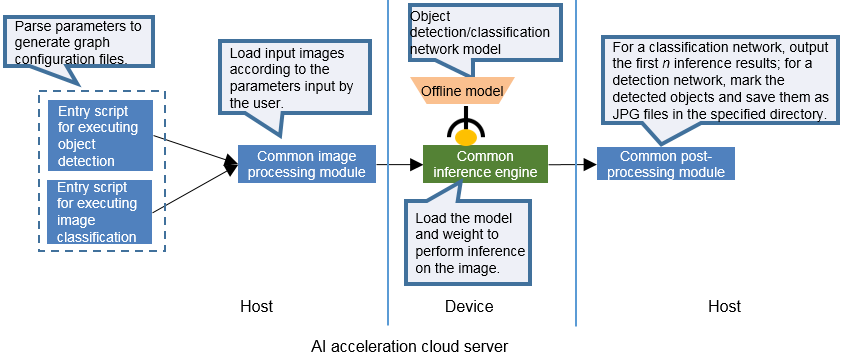 Parse parameters to
generate graph
configuration files.
Entry script
for executing
object
detection
Entry script
for executing
image
classification
Load input images
according to the
parameters input by
the user.
Common image
processing module
Object
detection/classification
network model
Offline model
Common
inference engine
Load the model
and weight to
perform inference
on the image.
For a classification network, output
the first n inference results; for a
detection network, mark the
detected objects and save them as
JPG files in the specified directory.
Common post-
processing module
Host
Device
Host
AI acceleration cloud server